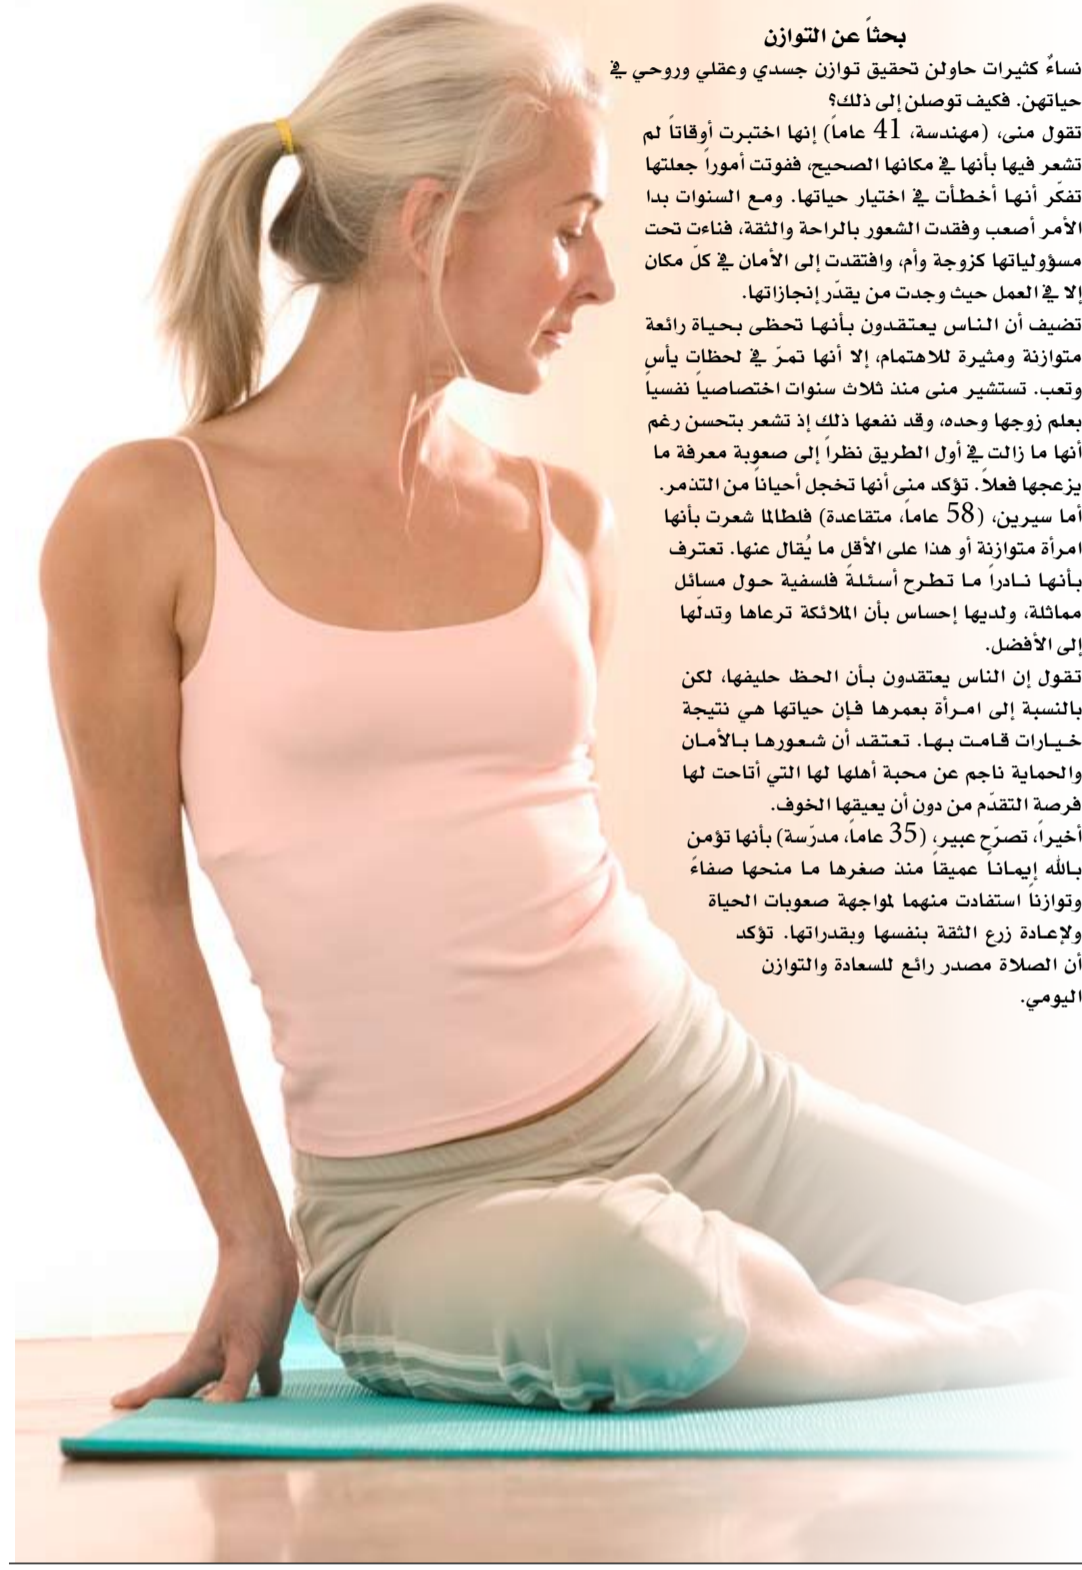 بحثاً عن التوازن
نساءٌ كثيرات حاولن تحقيق توازن جسدي وعقلي وروحي في
حياتهن. فكيف توصلن إلى ذلك؟
تقول منى، (مهندسة، 41 عاماً) إنها اختبرت أوقاتاً لم
تشعر فيها بأنها في مكانها الصحيح، ففوتت أموراً جعلتها
تفكّر أنها أخطأت في اختيار حياتها. ومع السنوات بدا
الأمر أصعب وفقدت الشعور بالراحة والثقة، فناءت تحت
مسؤولياتها كزوجة وأم، وافتقدت إلى الأمان في كلّ مكان
إلا في العمل حيث وجدت من يقدّر إنجازاتها.
تضيف أن الناس يعتقدون بأنها تحظى بحياة رائعة
متوازنة ومثيرة للاهتمام، إلا أنها تمرّ في لحظات يأس
وتعب. تستشير منى منذ ثلاث سنوات اختصاصياً نفسياً
بعلم زوجها وحده، وقد نفعها ذلك إذ تشعر بتحسن رغم
أنها ما زالت في أول الطريق نظراً إلى صعوبة معرفة ما
يزعجها فعلاً. تؤكد منى أنها تخجل أحياناً من التذمر.
أما سيرين، (58 عاماً، متقاعدة) فلطالما شعرت بأنها
امرأة متوازنة أو هذا على الأقل ما يُقال عنها. تعترف
بأنها نادراً ما تطرح أسئلةً فلسفية حول مسائل
مماثلة، ولديها إحساس بأن الملائكة ترعاها وتدلّها
إلى الأفضل.
تقول إن الناس يعتقدون بأن الحظ حليفها، لكن
بالنسبة إلى امرأة بعمرها فإن حياتها هي نتيجة
خيارات قامت بها. تعتقد أن شعورها بالأمان
والحماية ناجم عن محبة أهلها لها التي أتاحت لها
فرصة التقدّم من دون أن يعيقها الخوف.
أخيراً، تصرّح عبير، (35 عاماً، مدرّسة) بأنها تؤمن
بالله إيماناً عميقاً منذ صغرها ما منحها صفاءً
وتوازناً استفادت منهما لمواجهة صعوبات الحياة
ولإعادة زرع الثقة بنفسها وبقدراتها. تؤكد
أن الصلاة مصدر رائع للسعادة والتوازن
اليومي.